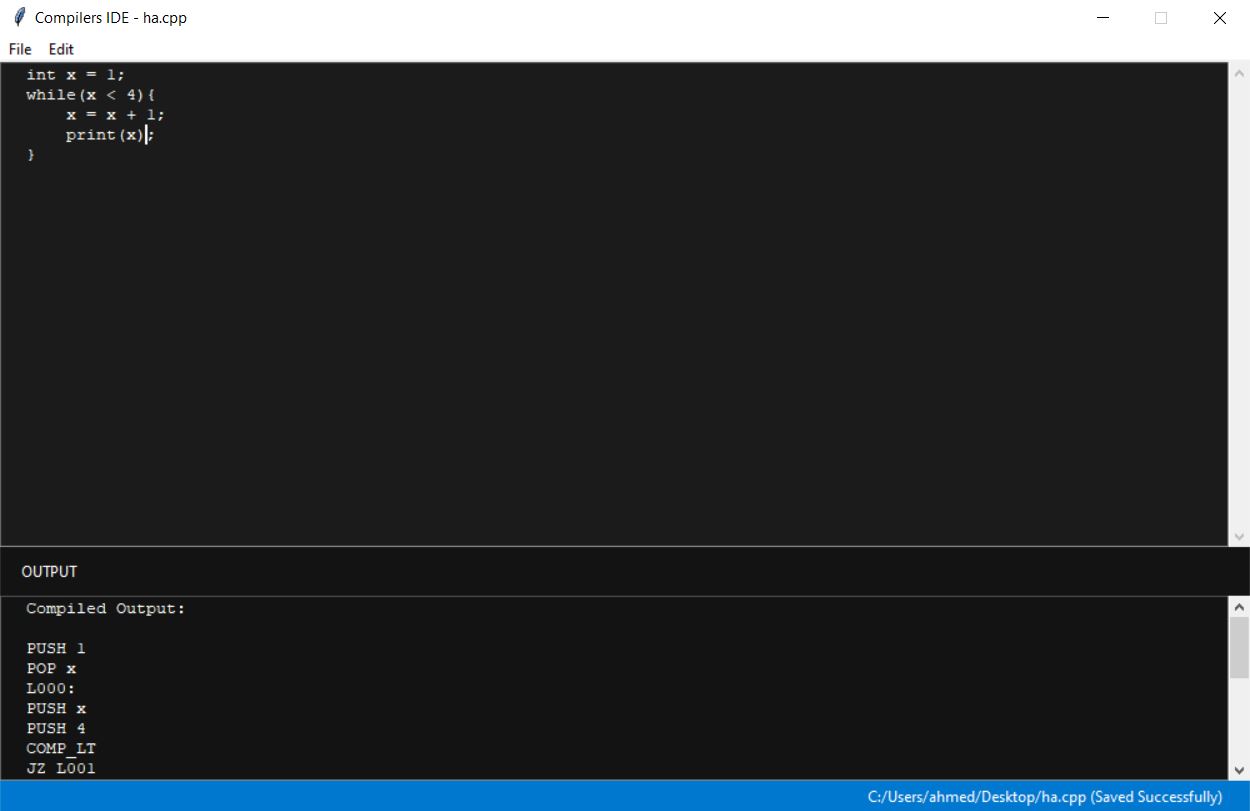 Compilers IDE - ha.cpp
File Edit
int x = 1;
while(x < 4){
    x = x + 1;
    print(x);
}
OUTPUT
Compiled Output:
PUSH 1
POP x
L000:
PUSH x
PUSH 4
COMP_LT
JZ L001
C:/Users/ahmed/Desktop/ha.cpp (Saved Successfully)